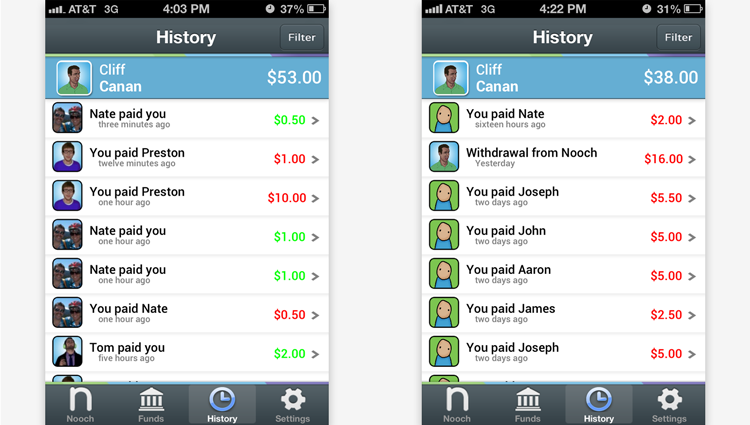 AT&T 3G 4:03 PM 37%
History
Filter
Cliff
Canan
$53.00
Nate paid you
three minutes ago
$0.50
You paid Preston
twelve minutes ago
$1.00
You paid Preston
one hour ago
$10.00
Nate paid you
one hour ago
$1.00
Nate paid you
one hour ago
$1.00
You paid Nate
one hour ago
$0.50
Tom paid you
five hours ago
$2.00
n
Nooch
Funds
History
Settings
AT&T 3G 4:22 PM 31%
History
Filter
Cliff
Canan
$38.00
You paid Nate
sixteen hours ago
$2.00
Withdrawal from Nooch
Yesterday
$16.00
You paid Joseph
two days ago
$5.50
You paid John
two days ago
$5.00
You paid Aaron
two days ago
$5.00
You paid James
two days ago
$2.50
You paid Joseph
two days ago
$5.00
n
Nooch
Funds
History
Settings